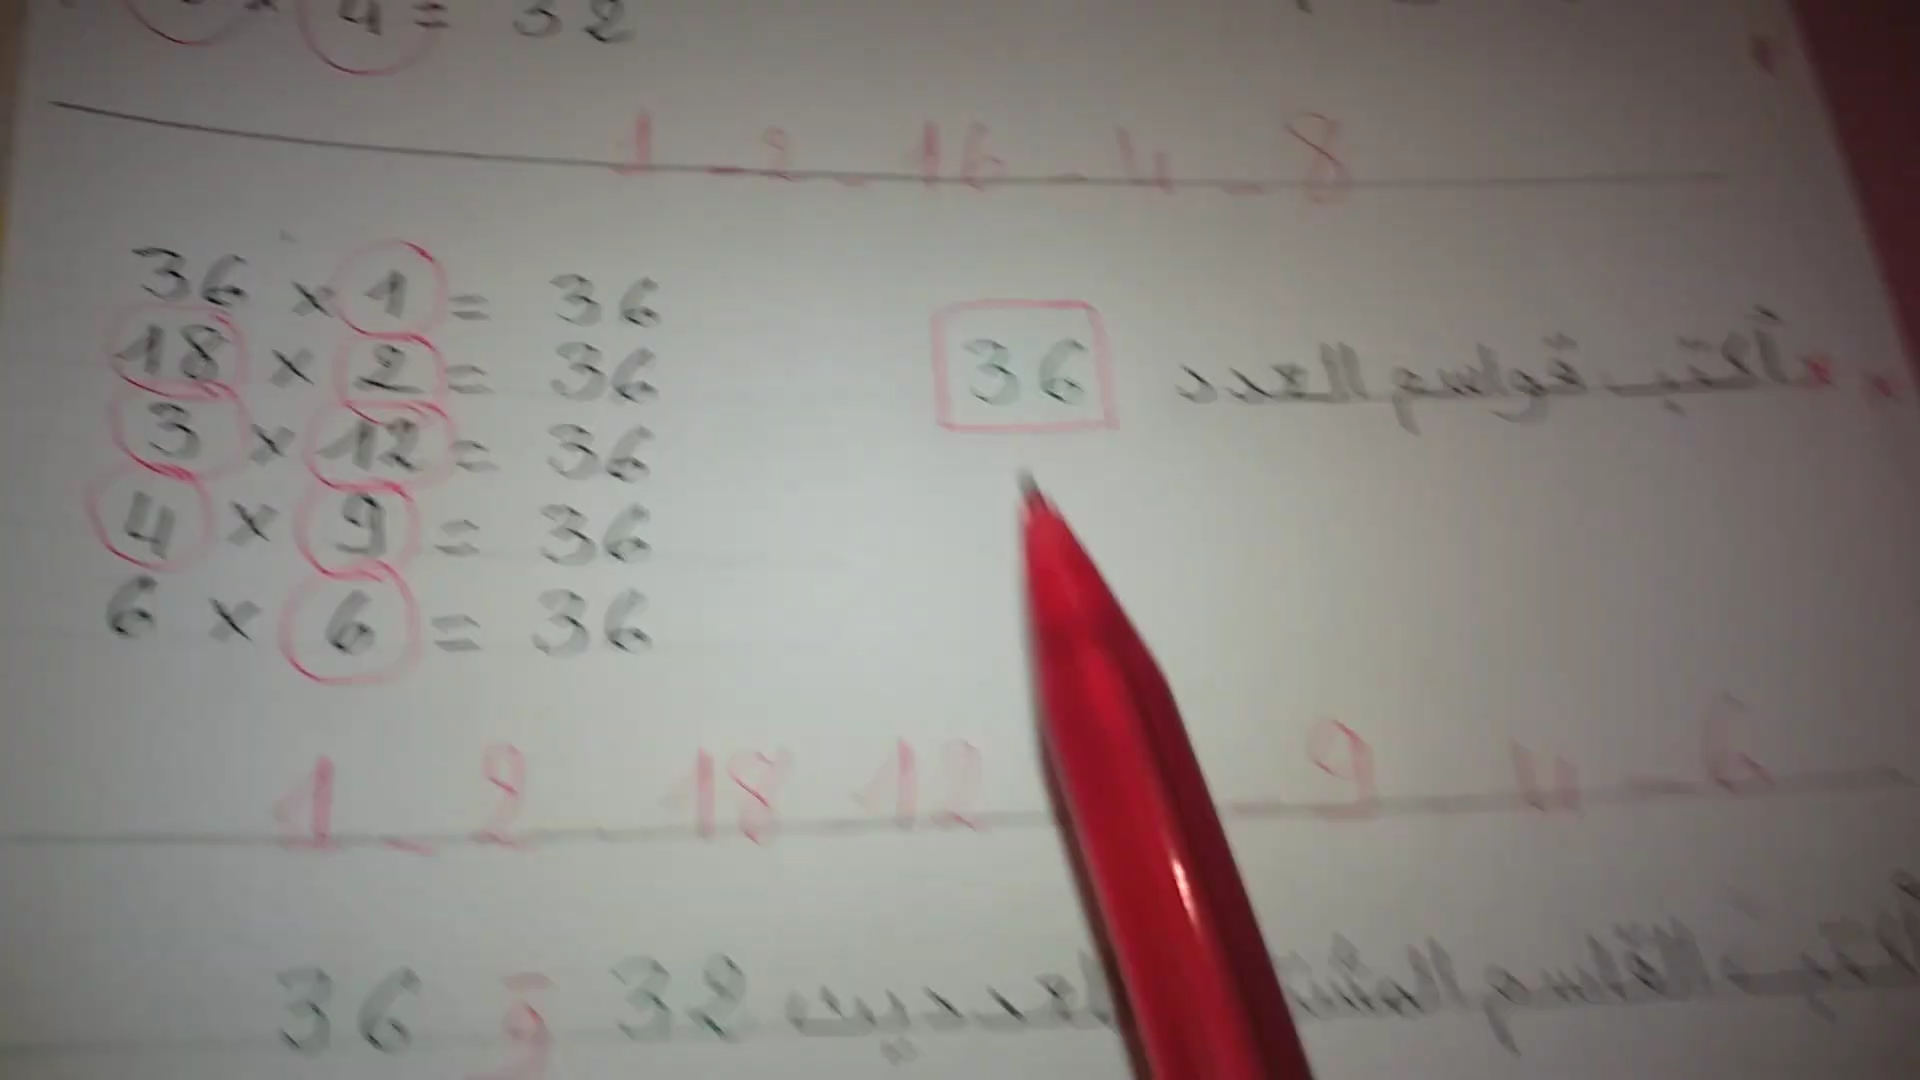 4 = 32
1 - 2 - 16 - 4 - 8
أكتب قواسم العدد 36
36 × 1 = 36
18 × 2 = 36
3 × 12 = 36
4 × 9 = 36
6 × 6 = 36
1 - 2 - 18 - 12 - 9 - 4 - 6
القاسم 32 و 36